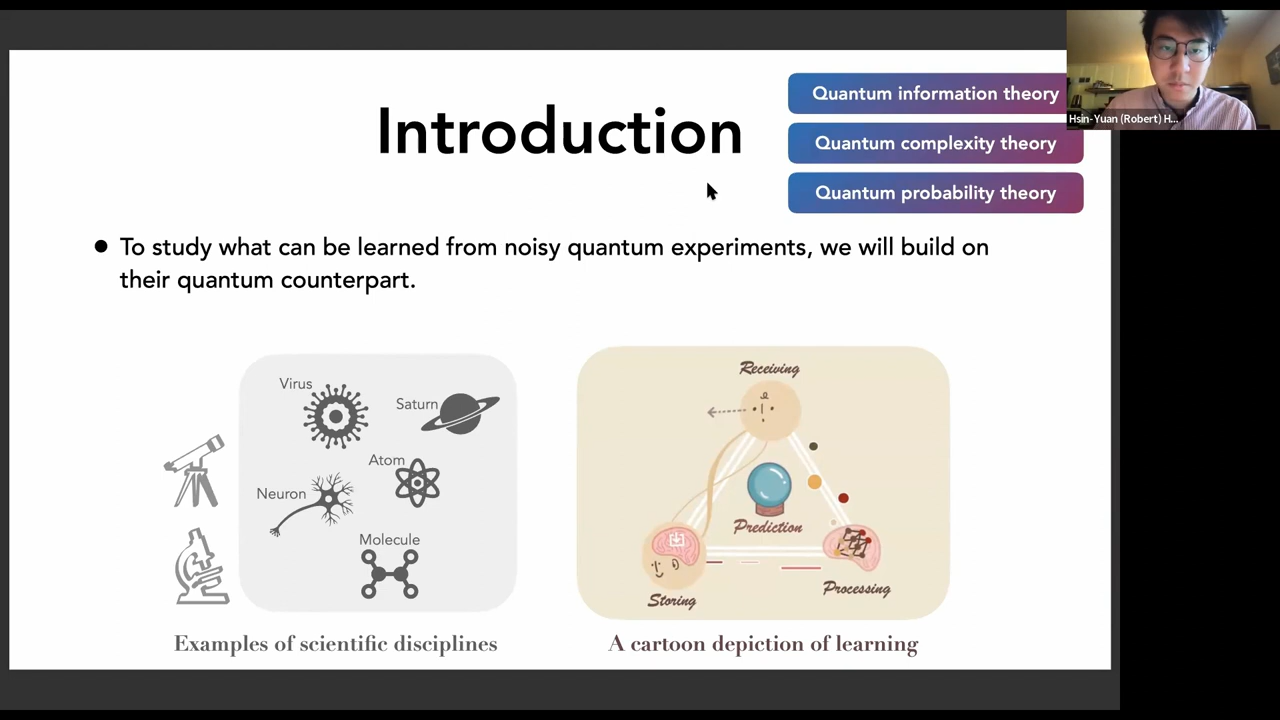 Introduction
Quantum information theory
Quantum complexity theory
Quantum probability theory
Hsin-Yuan (Robert) H...
● To study what can be learned from noisy quantum experiments, we will build on
their quantum counterpart.
Virus
Saturn
Atom
Neuron
Molecule
Examples of scientific disciplines
Receiving
Prediction
Storing
Processing
A cartoon depiction of learning